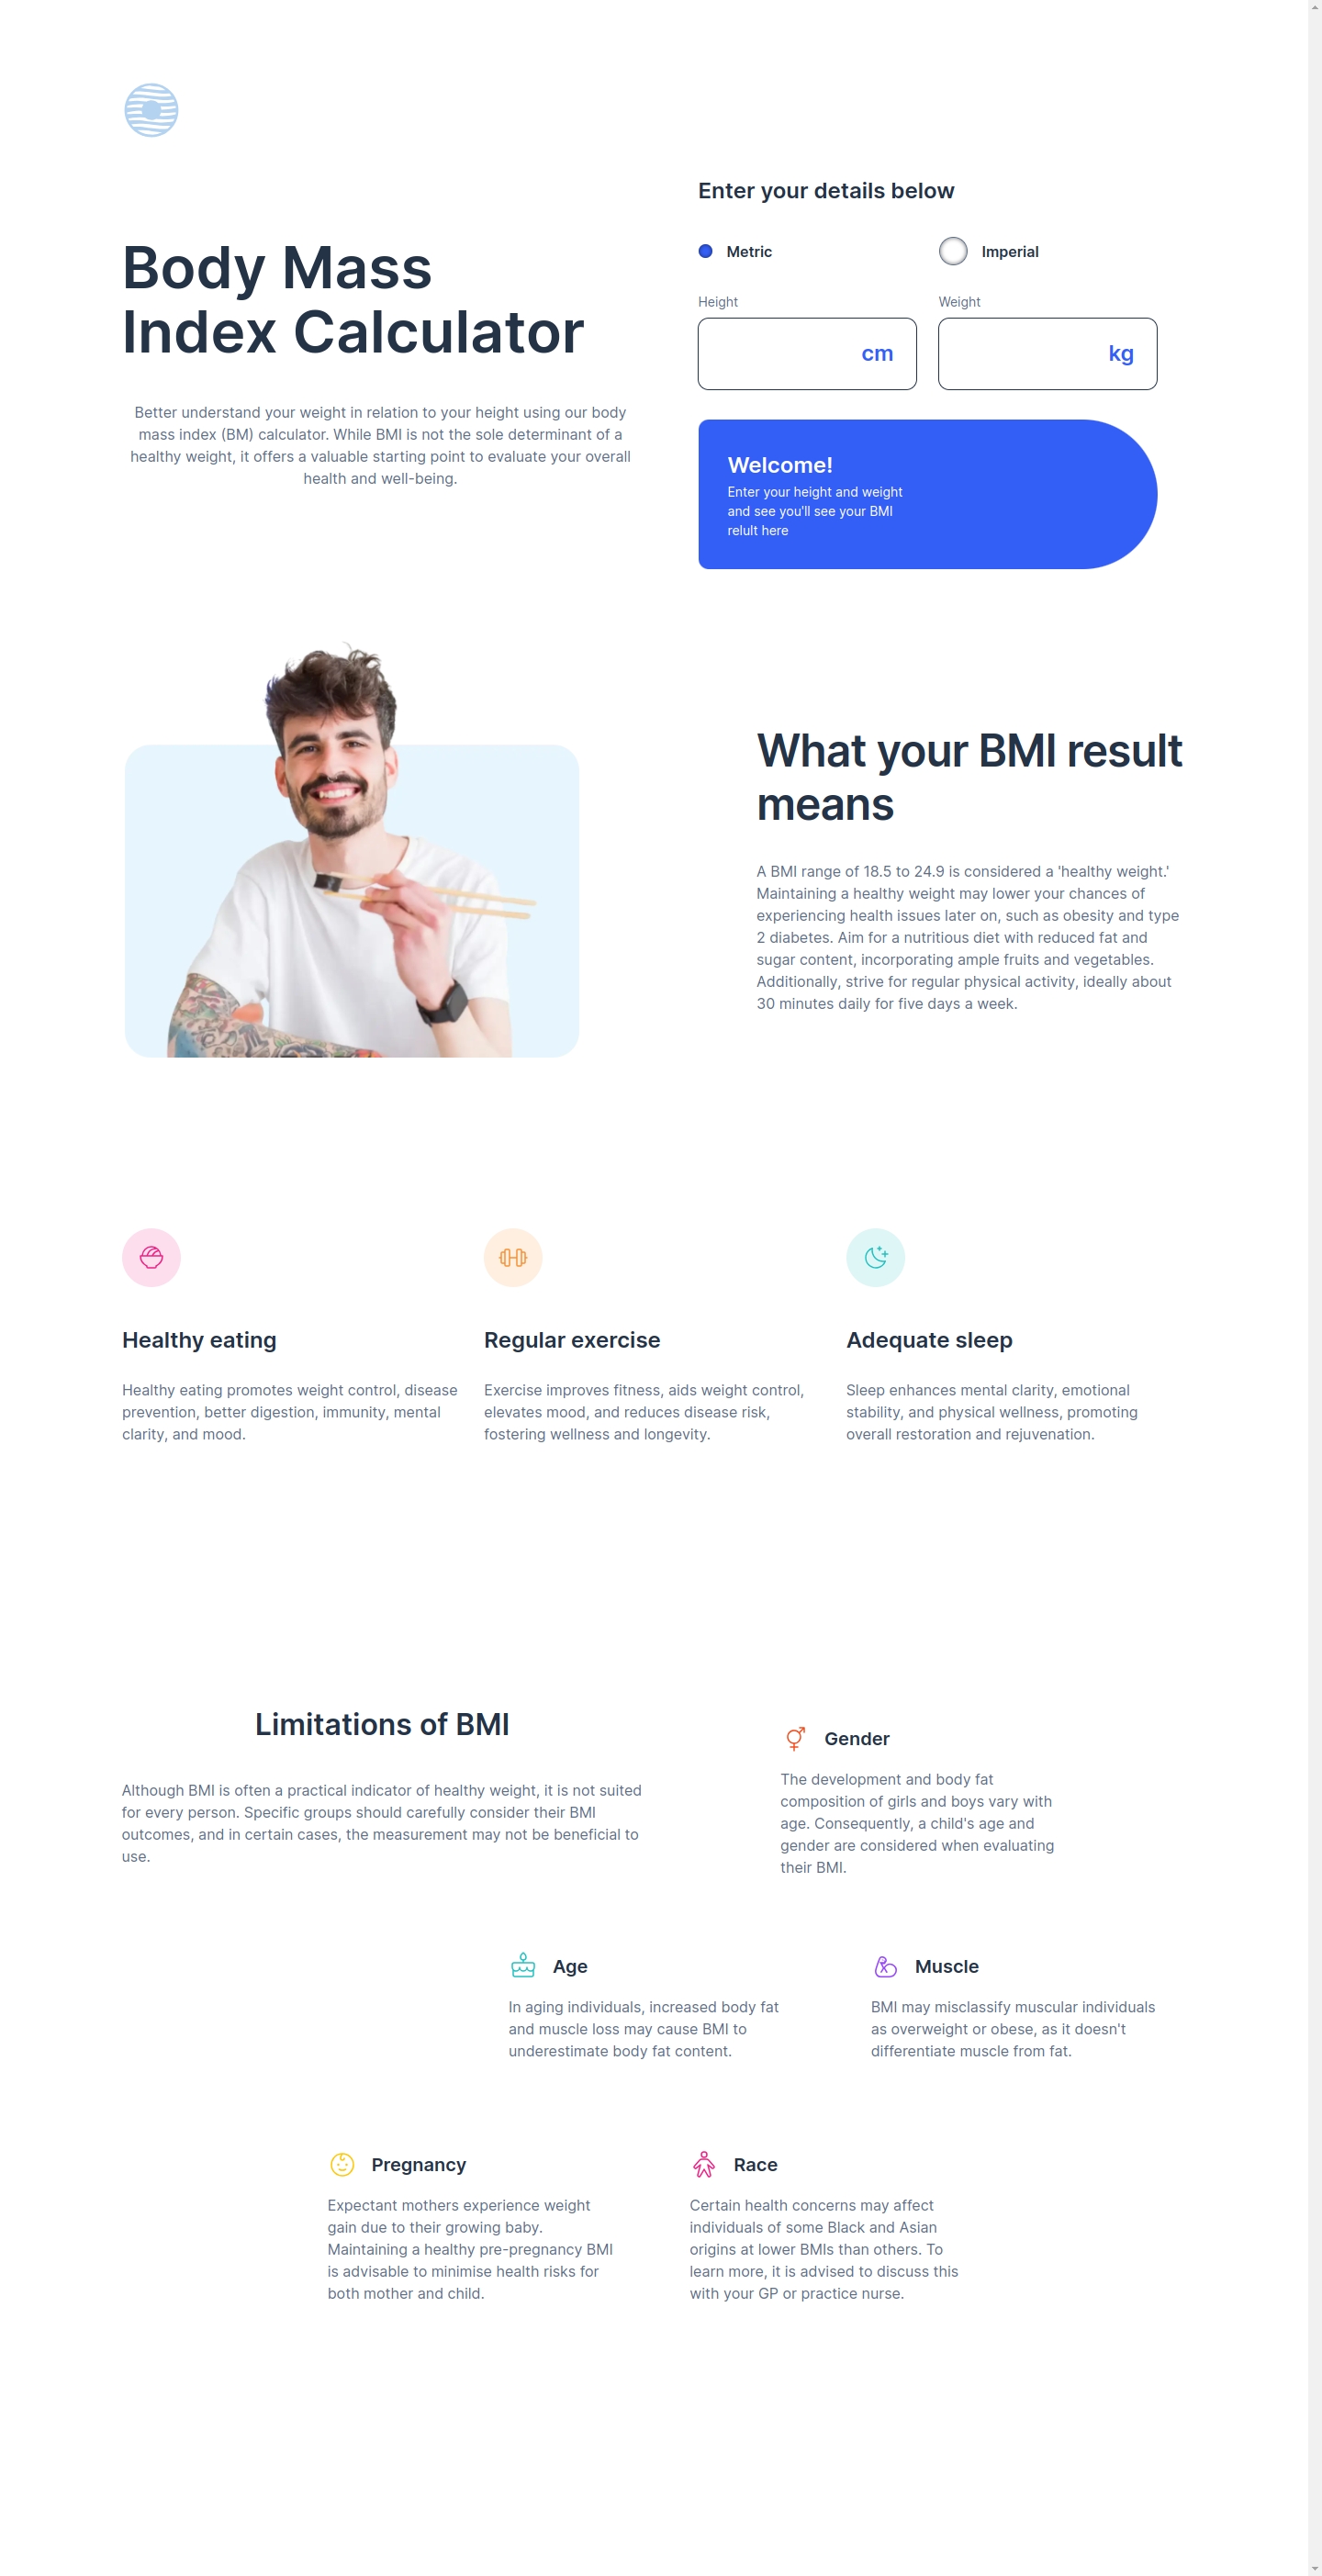 Body Mass
Index Calculator
Better understand your weight in relation to your height using our body
mass index (BM) calculator. While BMI is not the sole determinant of a
healthy weight, it offers a valuable starting point to evaluate your overall
health and well-being.
Enter your details below
Metric
Imperial
Height
Weight
cm
kg
Welcome!
Enter your height and weight
and see you'll see your BMI
relult here
What your BMI result
means
A BMI range of 18.5 to 24.9 is considered a 'healthy weight.'
Maintaining a healthy weight may lower your chances of
experiencing health issues later on, such as obesity and type
2 diabetes. Aim for a nutritious diet with reduced fat and
sugar content, incorporating ample fruits and vegetables.
Additionally, strive for regular physical activity, ideally about
30 minutes daily for five days a week.
Healthy eating
Healthy eating promotes weight control, disease
prevention, better digestion, immunity, mental
clarity, and mood.
Regular exercise
Exercise improves fitness, aids weight control,
elevates mood, and reduces disease risk,
fostering wellness and longevity.
Adequate sleep
Sleep enhances mental clarity, emotional
stability, and physical wellness, promoting
overall restoration and rejuvenation.
Limitations of BMI
Although BMI is often a practical indicator of healthy weight, it is not suited
for every person. Specific groups should carefully consider their BMI
outcomes, and in certain cases, the measurement may not be beneficial to
use.
Gender
The development and body fat
composition of girls and boys vary with
age. Consequently, a child's age and
gender are considered when evaluating
their BMI.
Age
In aging individuals, increased body fat
and muscle loss may cause BMI to
underestimate body fat content.
Muscle
BMI may misclassify muscular individuals
as overweight or obese, as it doesn't
differentiate muscle from fat.
Pregnancy
Expectant mothers experience weight
gain due to their growing baby.
Maintaining a healthy pre-pregnancy BMI
is advisable to minimise health risks for
both mother and child.
Race
Certain health concerns may affect
individuals of some Black and Asian
origins at lower BMIs than others. To
learn more, it is advised to discuss this
with your GP or practice nurse.